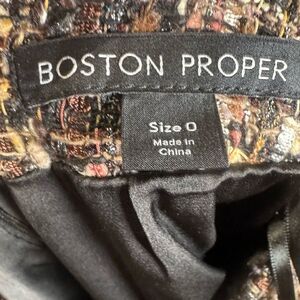 BOSTON PROPER
Size 0
Made in
China